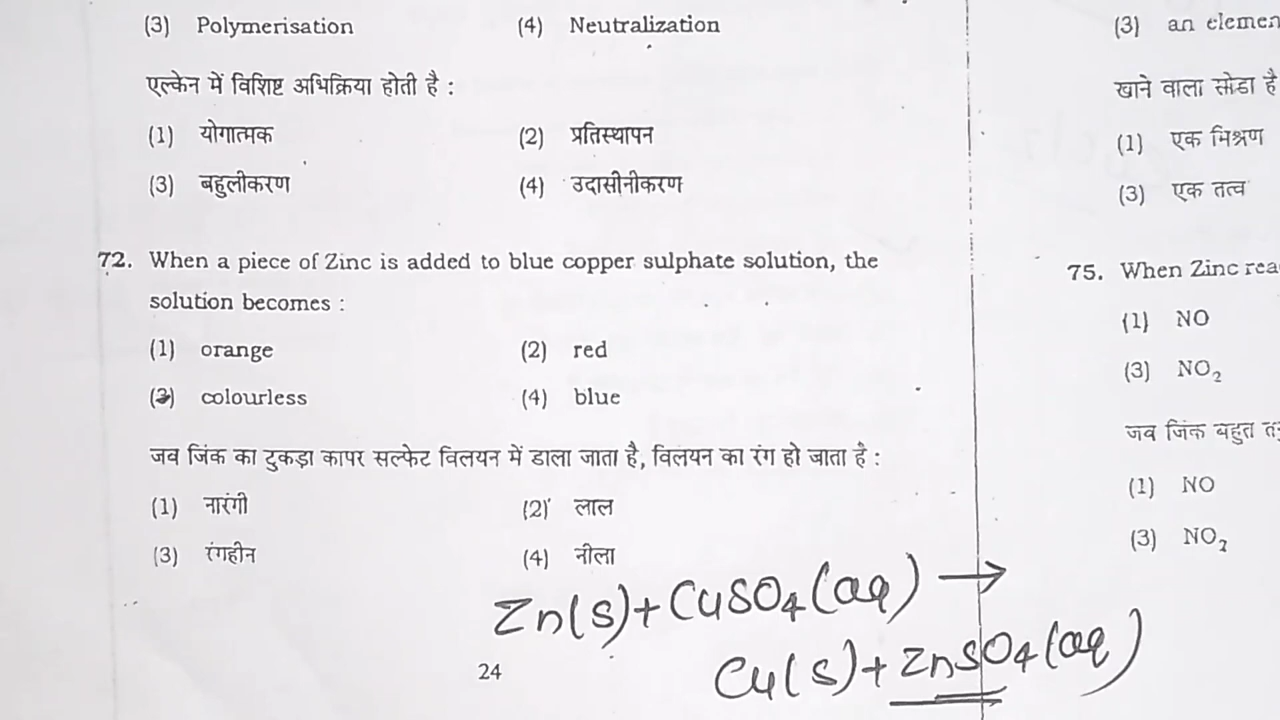 (3) Polymerisation (4) Neutralization
एल्केन में विशिष्ट अभिक्रिया होती है :
(1) योगात्मक (2) प्रतिस्थापन
(3) बहुलीकरण (4) उदासीनीकरण
72. When a piece of Zinc is added to blue copper sulphate solution, the
solution becomes :
(1) orange (2) red
(3) colourless (4) blue
जब जिंक का टुकड़ा कापर सल्फेट विलयन में डाला जाता है, विलयन का रंग हो जाता है :
(1) नारंगी (2) लाल
(3) रंगहीन (4) नीला
Zn(s)+CuSO4(aq) →
Cu(s)+ZnSO4(aq)
24
(3) an elemen
खाने वाला सोडा है
(1) एक मिश्रण
(3) एक तत्व
75. When Zinc rea
(1) NO
(3) NO₂
जब जिंक बहुत
(1) NO
(3) NO₂